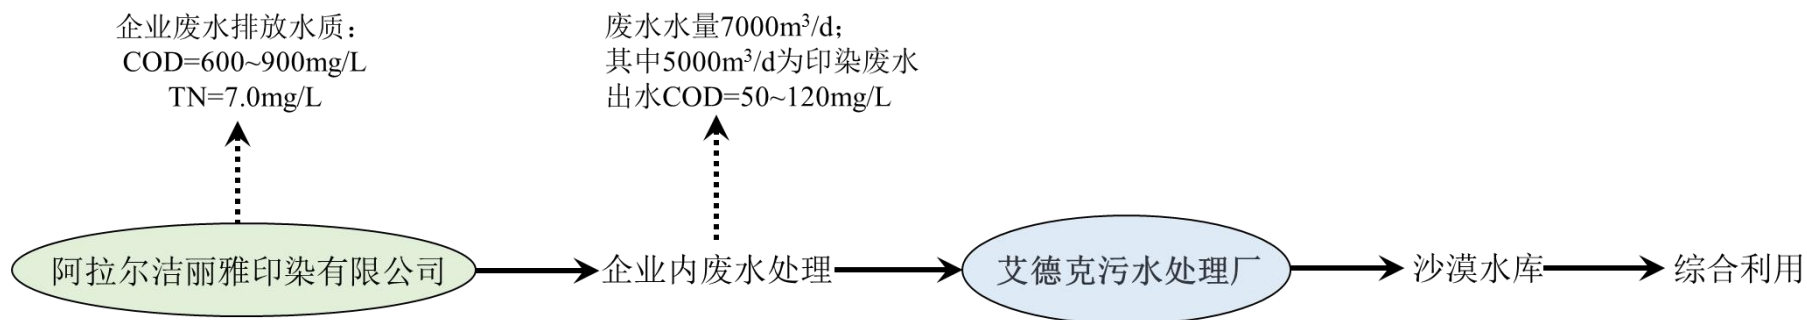 企业废水排放水质：
COD=600~900mg/L
TN=7.0mg/L
废水水量7000m³/d；
其中5000m³/d为印染废水
出水COD=50~120mg/L
阿拉尔洁丽雅印染有限公司
企业内废水处理
艾德克污水处理厂
沙漠水库
综合利用